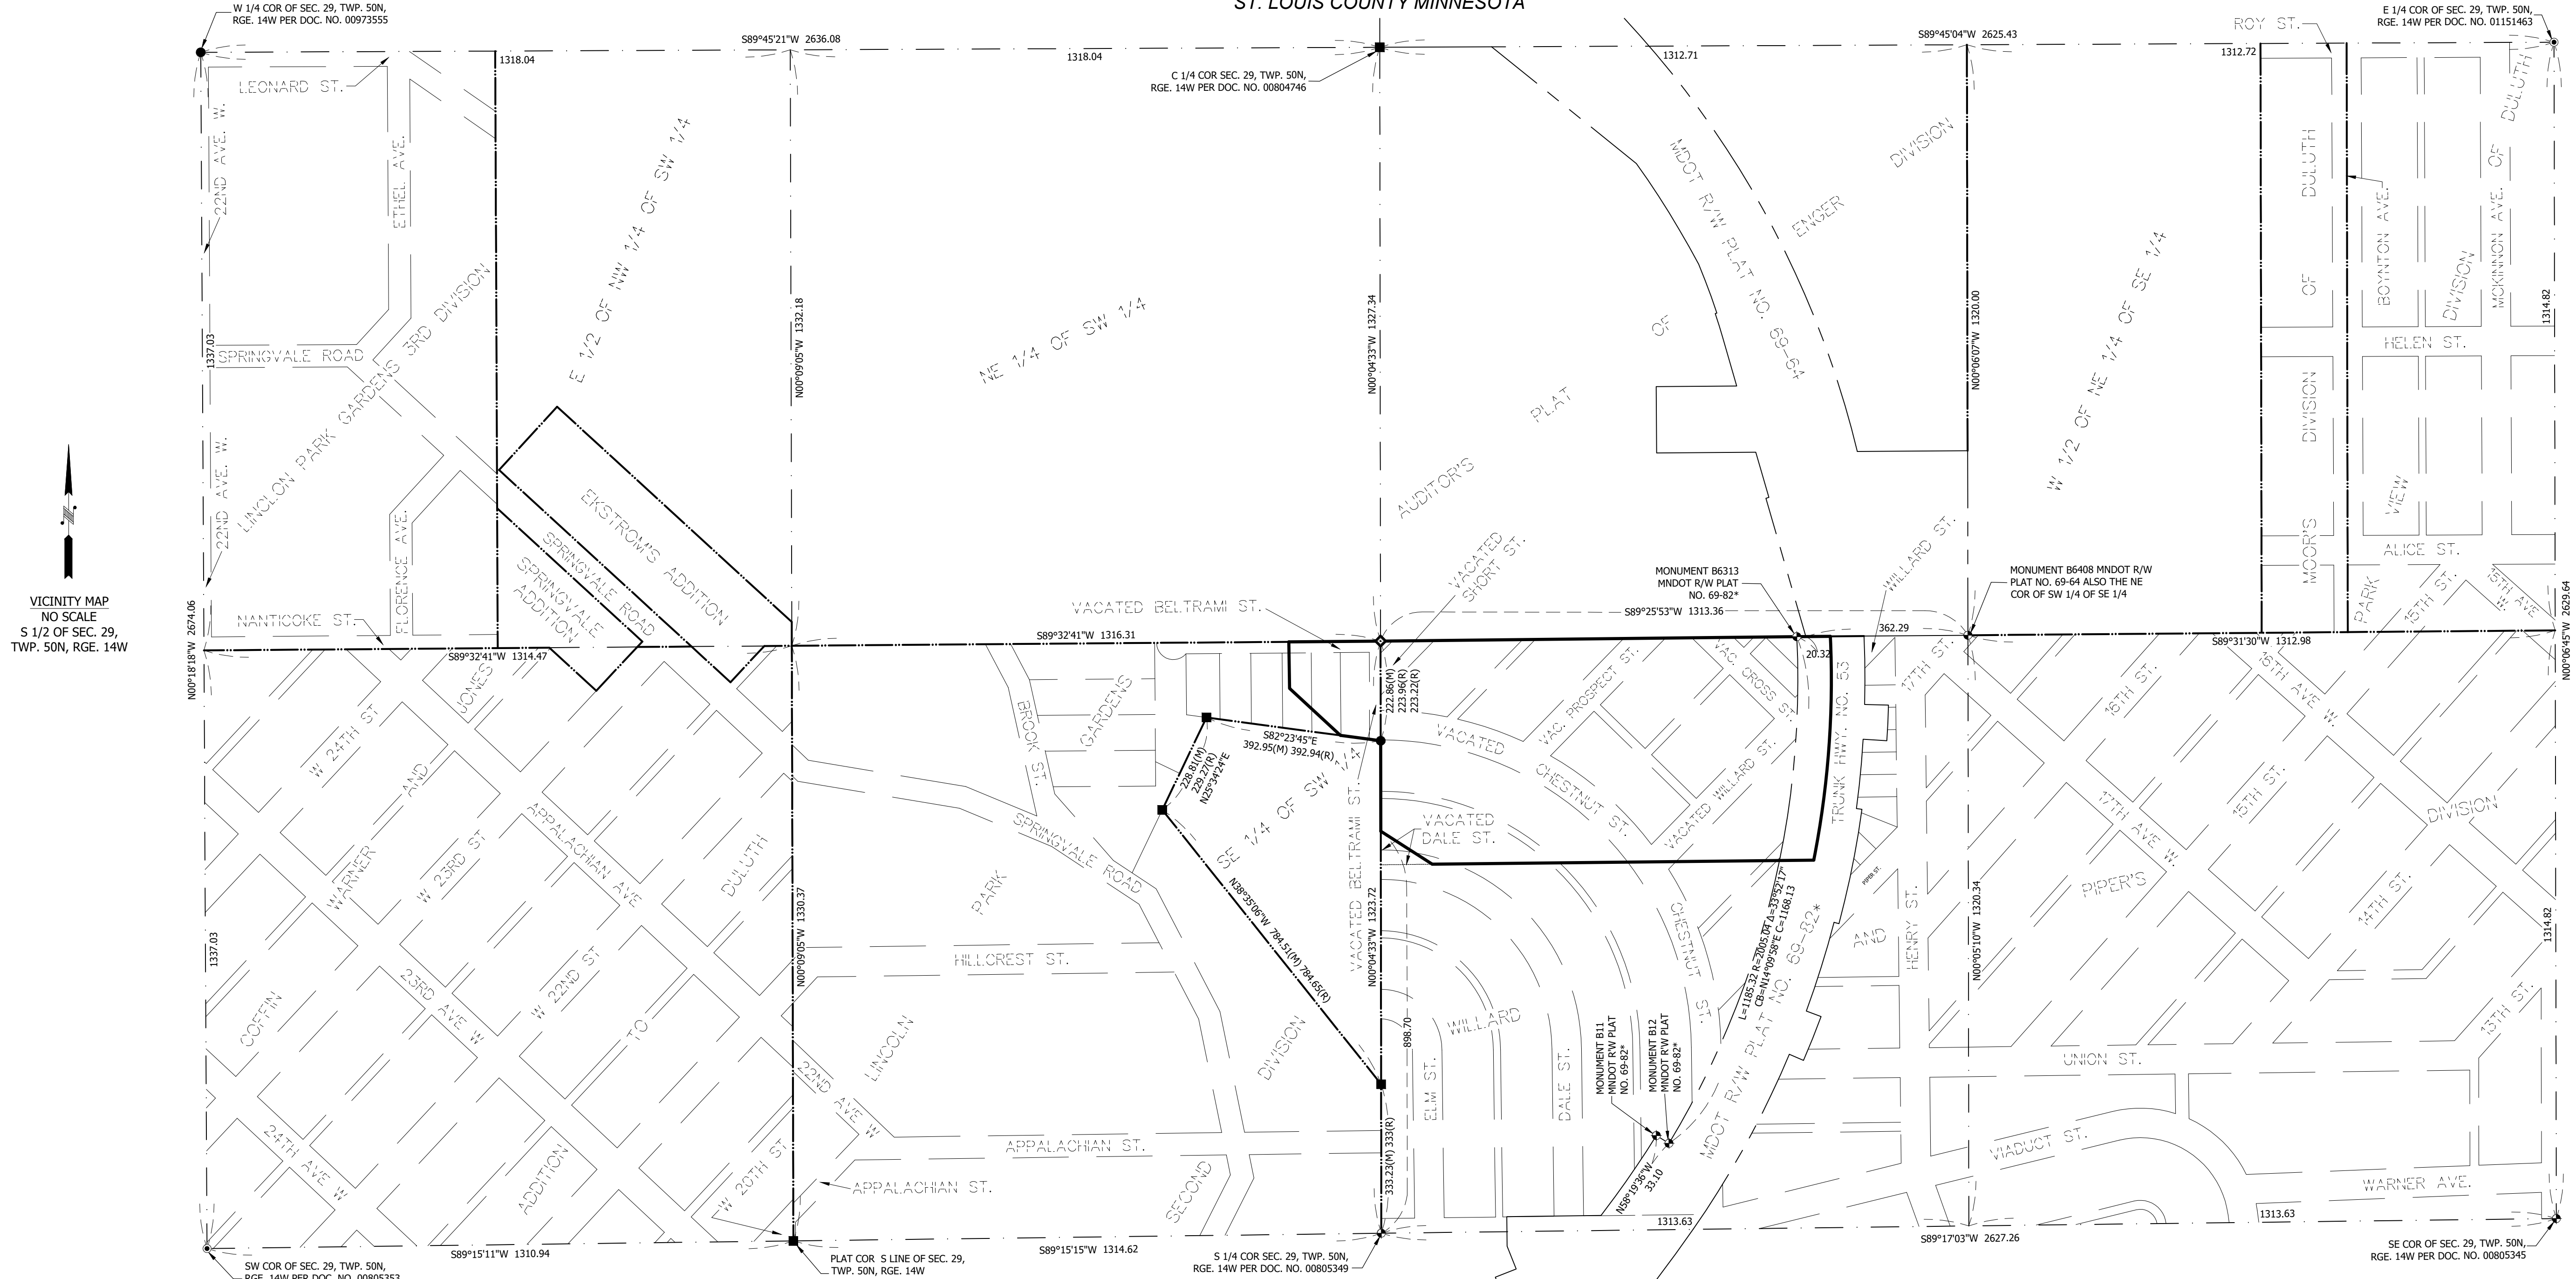 ST. LOUIS COUNTY MINNESOTA
W 1/4 COR OF SEC. 29, TWP. 50N,
RGE. 14W PER DOC. NO. 00973555
S89°45'21"W 2636.08
1318.04
1318.04
C 1/4 COR SEC. 29, TWP. 50N,
RGE. 14W PER DOC. NO. 00804746
1312.71
S89°45'04"W 2625.43
1312.72
ROY ST.
E 1/4 COR OF SEC. 29, TWP. 50N,
RGE. 14W PER DOC. NO. 01151463
LEONARD ST.
22ND AVE. W.
ETHEL AVE.
E 1/2 OF NW 1/4 OF SW 1/4
NE 1/4 OF SW 1/4
MDOT R/W PLAT NO. 69-64
AUDITOR'S
PLAT
OF
ENGER
DIVISION
W 1/2 OF NE 1/4 OF SE 1/4
MOOR'S
DIVISION
OF
DULUTH
BOYNTON AVE.
MCKINNON AVE.
PARK
VIEW
DIVISION
OF
DULUTH
1337.03
N00°09'05"W 1332.18
N00°04'33"W 1327.34
N00°06'07"W 1320.00
1314.82
SPRINGVALE ROAD
HELEN ST.
LINCLON PARK GARDENS 3RD DIVISION
22ND AVE. W.
FLORENCE AVE.
EKSTROM'S ADDITION
SPRINGVALE ROAD
SPRINGVALE
ADDITION
ALICE ST.
15TH ST.
15TH AVE
W.
VICINITY MAP
NO SCALE
S 1/2 OF SEC. 29,
TWP. 50N, RGE. 14W
NANTICOKE ST.
VACATED BELTRAMI ST.
VACATED
SHORT ST.
MONUMENT B6313
MNDOT R/W PLAT
NO. 69-82*
WILLARD ST.
MONUMENT B6408 MNDOT R/W
PLAT NO. 69-64 ALSO THE NE
COR OF SW 1/4 OF SE 1/4
N00°18'18"W 2674.06
S89°32'41"W 1314.47
S89°32'41"W 1316.31
S89°25'53"W 1313.36
362.29
20.32
S89°31'30"W 1312.98
N00°06'45"W 2629.64
222.86(M)
223.96(R)
223.22(R)
W 24TH ST
JONES
BROOK ST.
GARDENS
S82°23'45"E
392.95(M) 392.94(R)
228.81(M)
229.27(R)
N25°34'24"E
VACATED
CHESTNUT ST.
VAC. PROSPECT ST.
VAC. CROSS ST.
VACATED WILLARD ST.
TRUNK HWY. NO. 53
17TH ST.
16TH ST.
16TH AVE W.
AND
WARNER
W 23RD ST
APPALACHIAN AVE
DULUTH
SPRINGVALE ROAD
SE 1/4 OF SW 1/4
VACATED BELTRAMI ST.
VACATED
DALE ST.
PIPER ST.
17TH AVE W.
15TH ST.
DIVISION
PIPER'S
14TH ST.
PARK
N38°35'06"W 784.51(M) 784.65(R)
N00°09'05"W 1330.37
N00°04'33"W 1323.72
L=1185.32 R=2005.04 Δ=33°52'17"
CB=N14°09'58"E C=1168.13
CHESTNUT ST.
AND
HENRY ST.
N00°05'10"W 1320.34
1337.03
1314.82
HILLCREST ST.
COFFIN
23RD AVE W
W 22ND ST
TO
LINCOLN
DIVISION
898.70
WILLARD
ELM ST.
DALE ST.
MONUMENT B11
MNDOT R'W PLAT
NO. 69-82*
MONUMENT B12
MNDOT R'W PLAT
NO. 69-82*
MDOT R/W PLAT NO. 69-82*
13TH ST.
UNION ST.
22ND AVE W
24TH AVE W
ADDITION
W 20TH ST
APPALACHIAN ST.
APPALACHIAN ST.
SECOND
333.23(M) 333(R)
N58°19'36"W
33.10
VIADUCT ST.
WARNER AVE.
1313.63
1313.63
S89°15'11"W 1310.94
S89°15'15"W 1314.62
S89°17'03"W 2627.26
SW COR OF SEC. 29, TWP. 50N,
RGE. 14W PER DOC. NO. 00805353
PLAT COR S LINE OF SEC. 29,
TWP. 50N, RGE. 14W
S 1/4 COR SEC. 29, TWP. 50N,
RGE. 14W PER DOC. NO. 00805349
SE COR OF SEC. 29, TWP. 50N,
RGE. 14W PER DOC. NO. 00805345